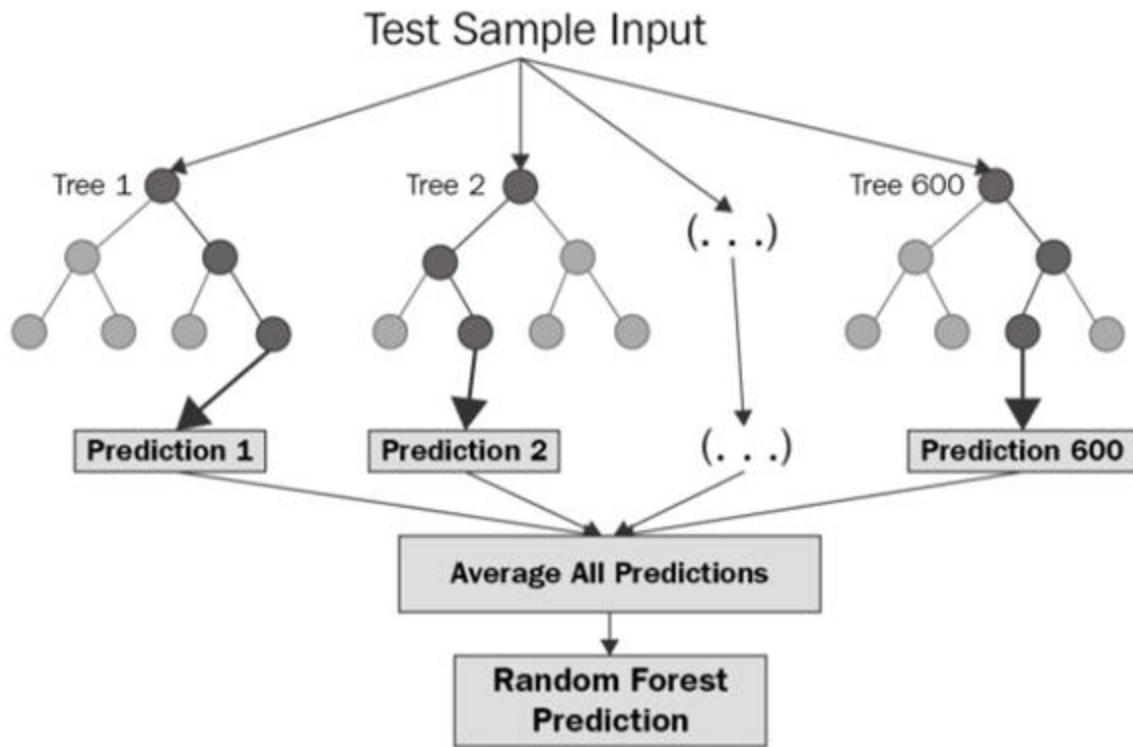 Test Sample Input
Tree 1
Tree 2
Tree 600
(. . .)
Prediction 1
Prediction 2
(. . .)
Prediction 600
Average All Predictions
Random Forest
Prediction